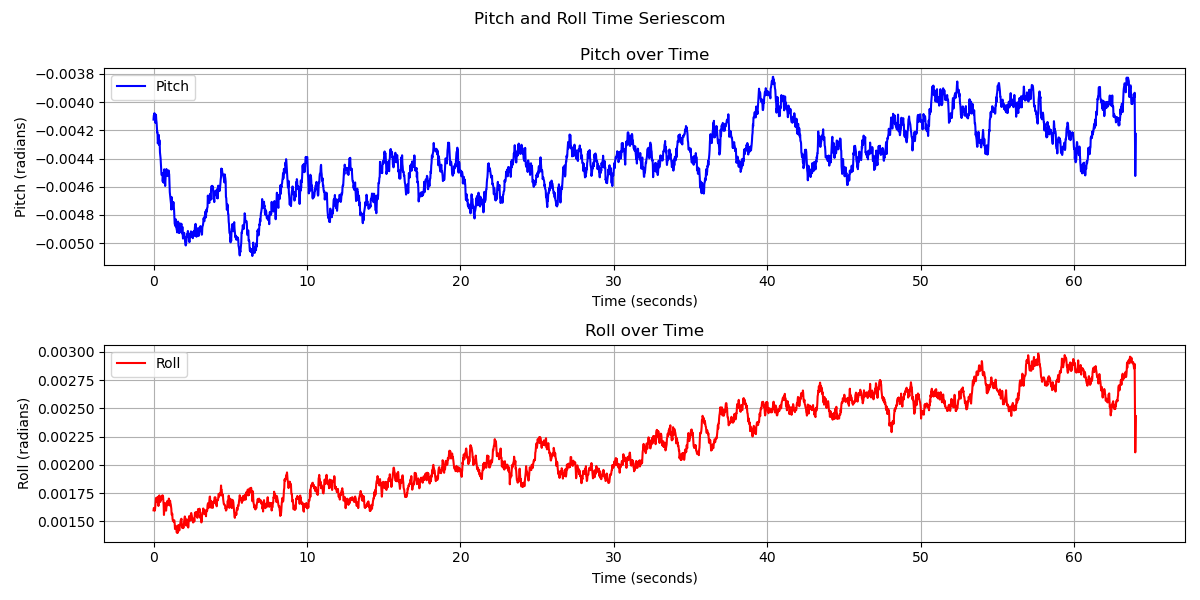 Pitch and Roll Time Seriescom
Pitch over Time
Pitch
Pitch (radians)
−0.0038
−0.0040
−0.0042
−0.0044
−0.0046
−0.0048
−0.0050
0 10 20 30 40 50 60
Time (seconds)
Roll over Time
Roll
Roll (radians)
0.00300
0.00275
0.00250
0.00225
0.00200
0.00175
0.00150
0 10 20 30 40 50 60
Time (seconds)